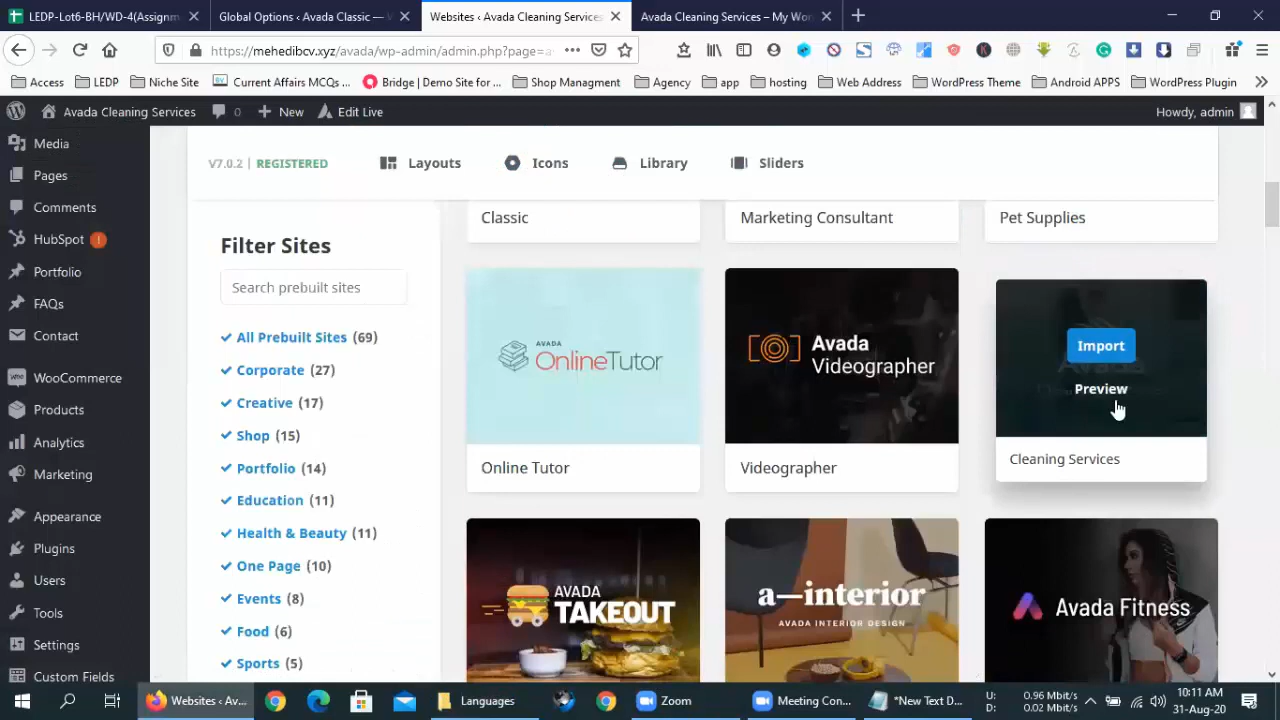 LEDP-Lot6-BH/WD-4(Assignm
Global Options ‹ Avada Classic —
Websites ‹ Avada Cleaning Services
Avada Cleaning Services – My Wor
https://mehedibcv.xyz/avada/wp-admin/admin.php?page=a
Access
LEDP
Niche Site
Current Affairs MCQs ...
Bridge | Demo Site for ...
Shop Managment
Agency
app
hosting
Web Address
WordPress Theme
Android APPS
WordPress Plugin
Avada Cleaning Services
0
New
Edit Live
Howdy, admin
Media
Pages
Comments
HubSpot !
Portfolio
FAQs
Contact
WooCommerce
Products
Analytics
Marketing
Appearance
Plugins
Users
Tools
Settings
Custom Fields
V7.0.2 | REGISTERED
Layouts
Icons
Library
Sliders
Filter Sites
Search prebuilt sites
All Prebuilt Sites (69)
Corporate (27)
Creative (17)
Shop (15)
Portfolio (14)
Education (11)
Health & Beauty (11)
One Page (10)
Events (8)
Food (6)
Sports (5)
Classic
Marketing Consultant
Pet Supplies
AVADA
OnlineTutor
Online Tutor
Avada
Videographer
Videographer
Import
Preview
Cleaning Services
AVADA
TAKEOUT
a—interior
AVADA INTERIOR DESIGN
Avada Fitness
Websites ‹ Av...
Languages
Zoom
Meeting Con...
*New Text D...
U: 0.96 Mbit/s
D: 0.02 Mbit/s
10:11 AM
31-Aug-20